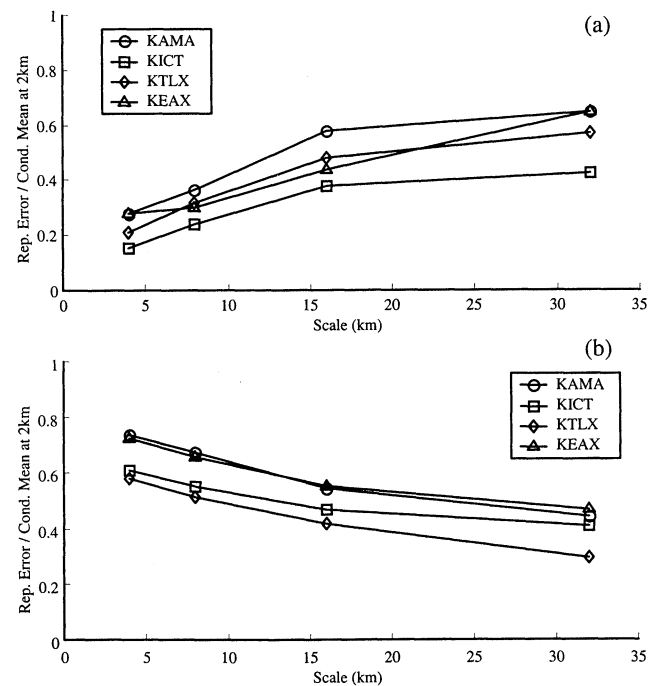 (a)
1
KAMA
KICT
KTLX
KEAX
0.8
0.6
0.4
0.2
0
Rep. Error / Cond. Mean at 2km
0 5 10 15 20 25 30 35
Scale (km)
(b)
1
KAMA
KICT
KTLX
KEAX
0.8
0.6
0.4
0.2
0
Rep. Error / Cond. Mean at 2km
0 5 10 15 20 25 30 35
Scale (km)